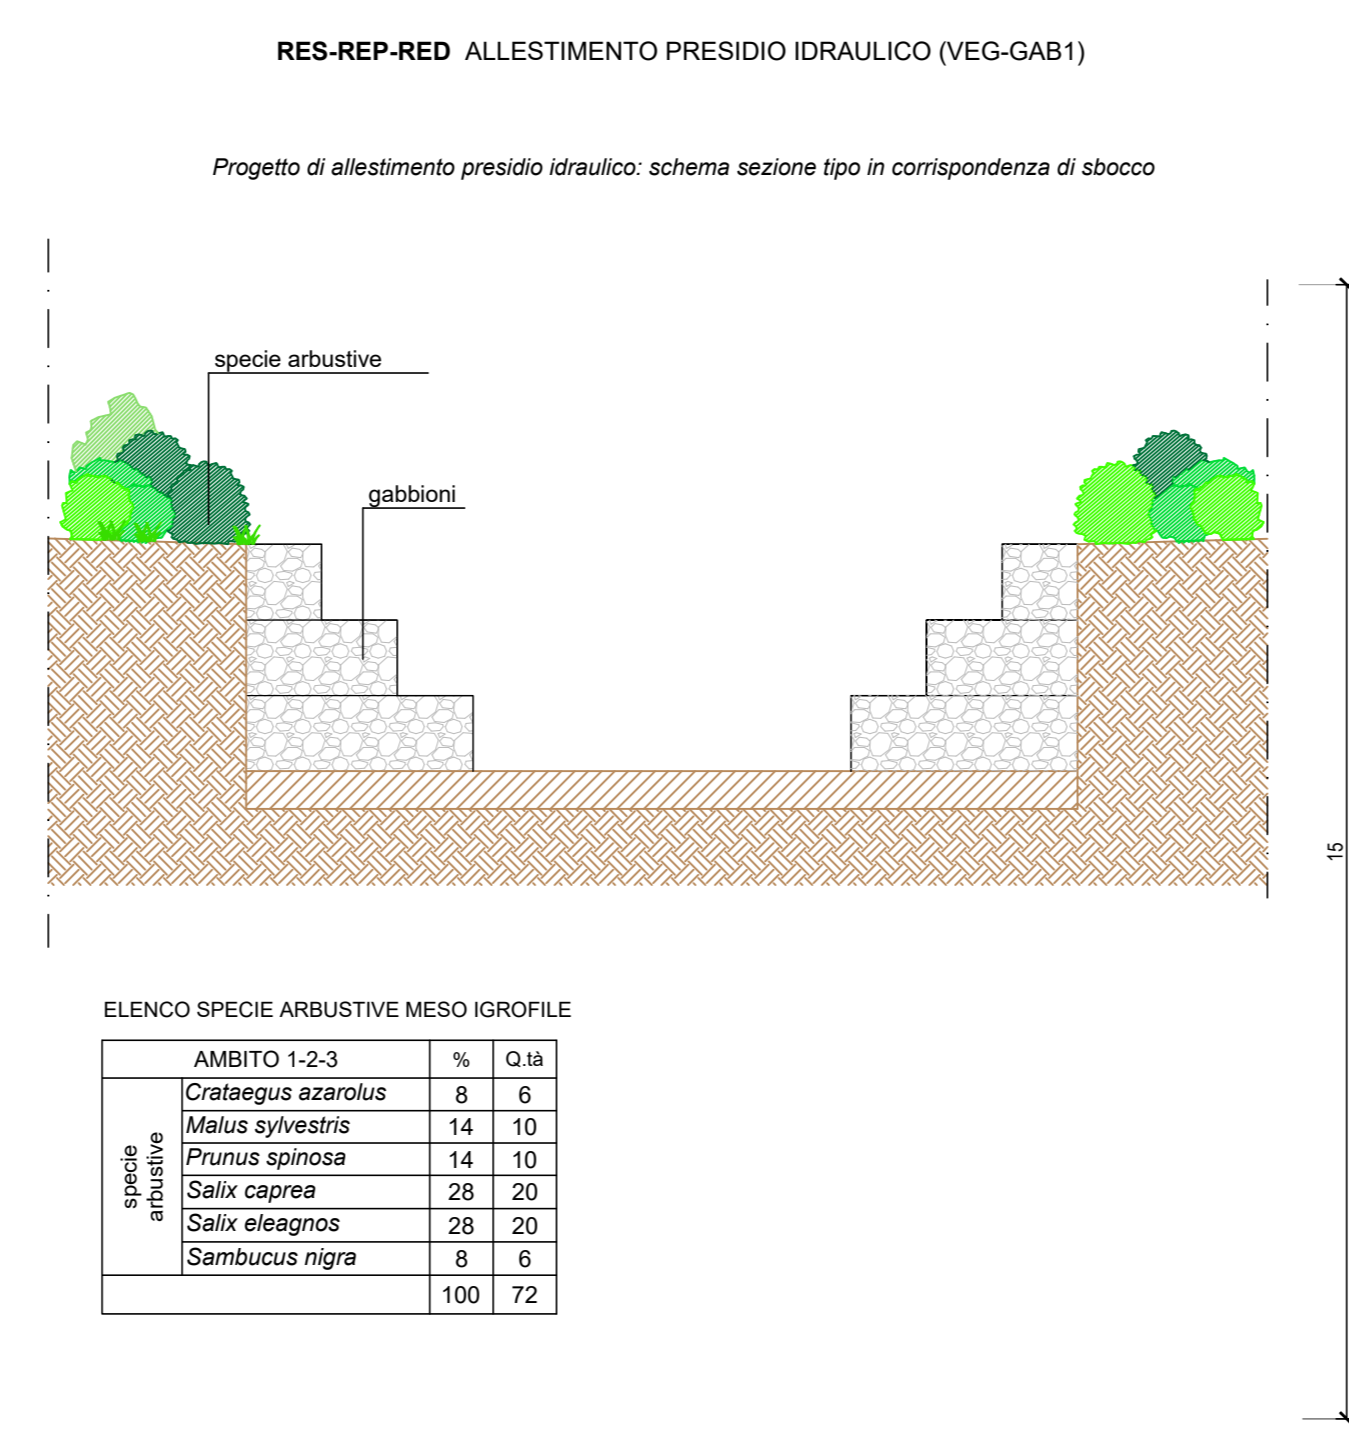 RES-REP-RED ALLESTIMENTO PRESIDIO IDRAULICO (VEG-GAB1)
Progetto di allestimento presidio idraulico: schema sezione tipo in corrispondenza di sbocco
specie arbustive
gabbioni
15
ELENCO SPECIE ARBUSTIVE MESO IGROFILE
AMBITO 1-2-3 % Q.tà
specie
arbustive
Crataegus azarolus 8 6
Malus sylvestris 14 10
Prunus spinosa 14 10
Salix caprea 28 20
Salix eleagnos 28 20
Sambucus nigra 8 6
100 72